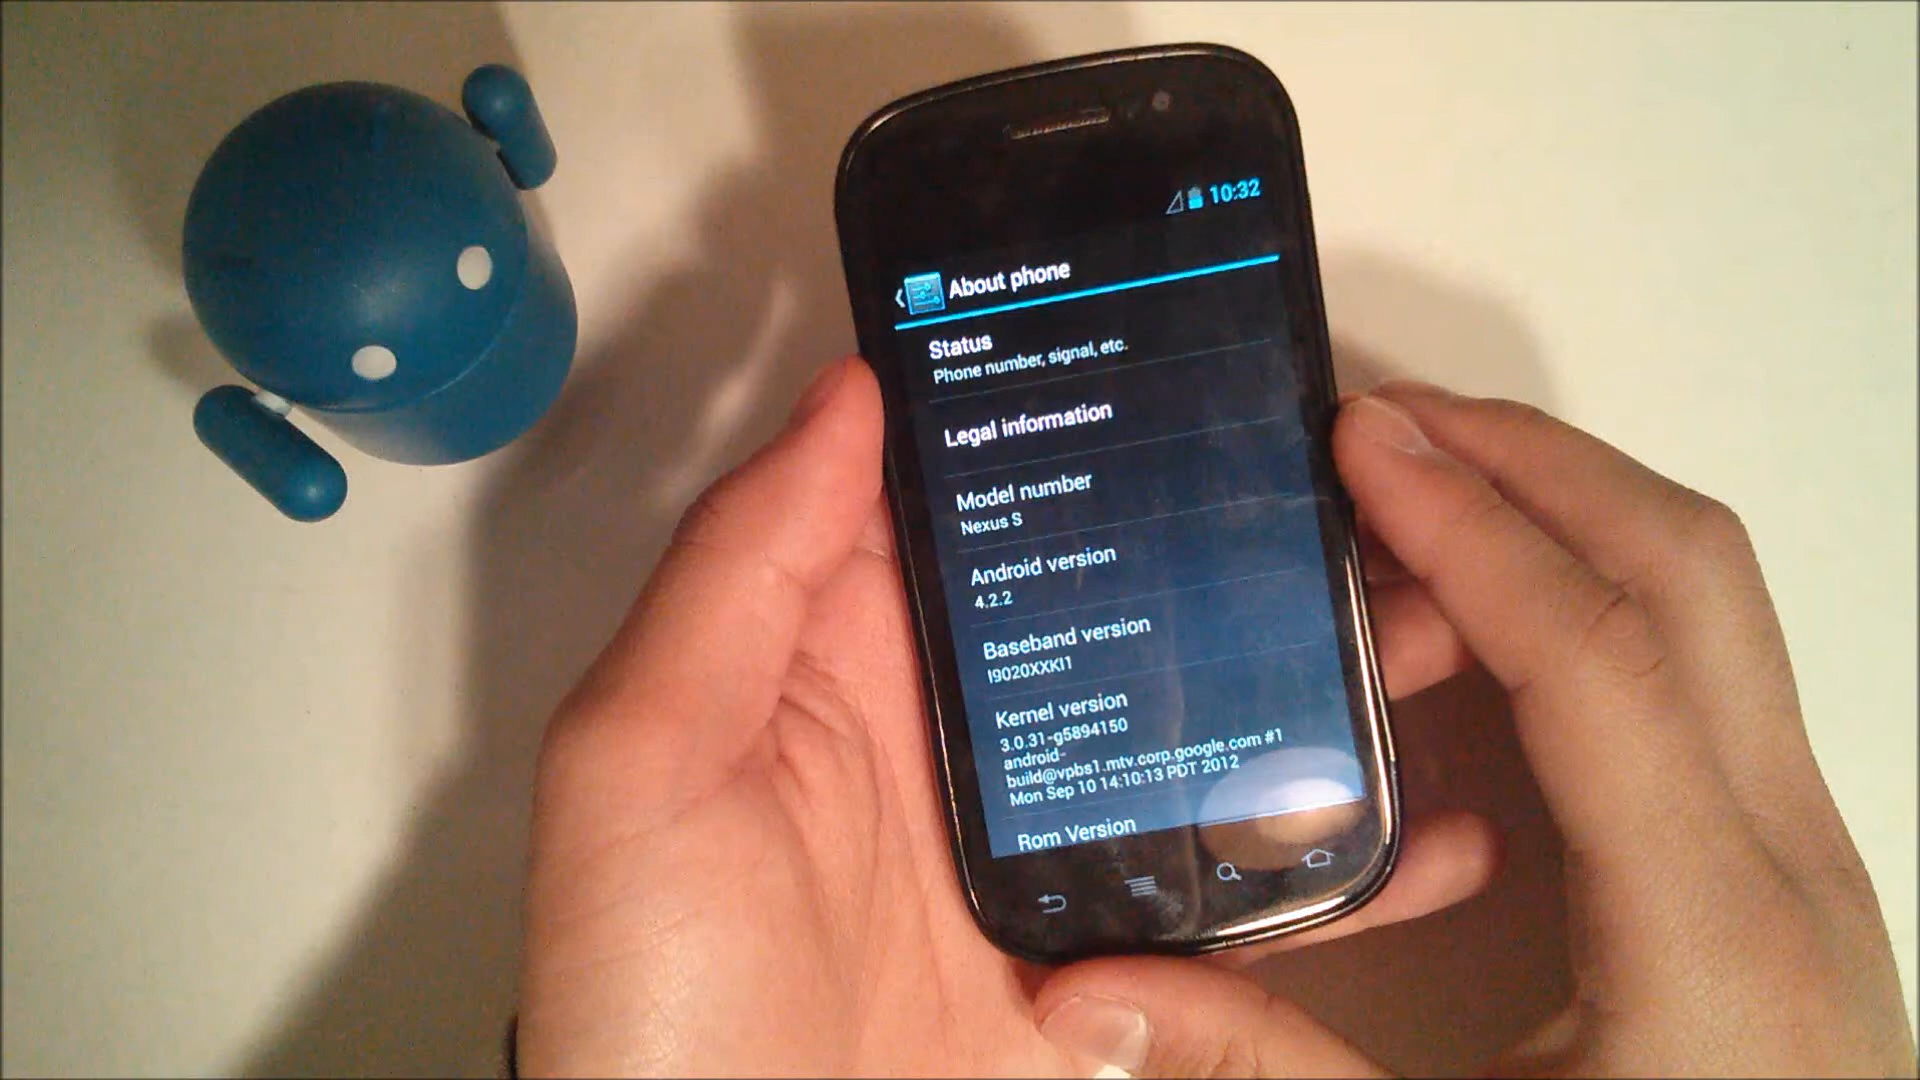 10:32
About phone
Status
Phone number, signal, etc.
Legal information
Model number
Nexus S
Android version
4.2.2
Baseband version
I9020XXKI1
Kernel version
3.0.31-g5894150
android-
build@vpbs1.mtv.corp.google.com #1
Mon Sep 10 14:10:13 PDT 2012
Rom Version